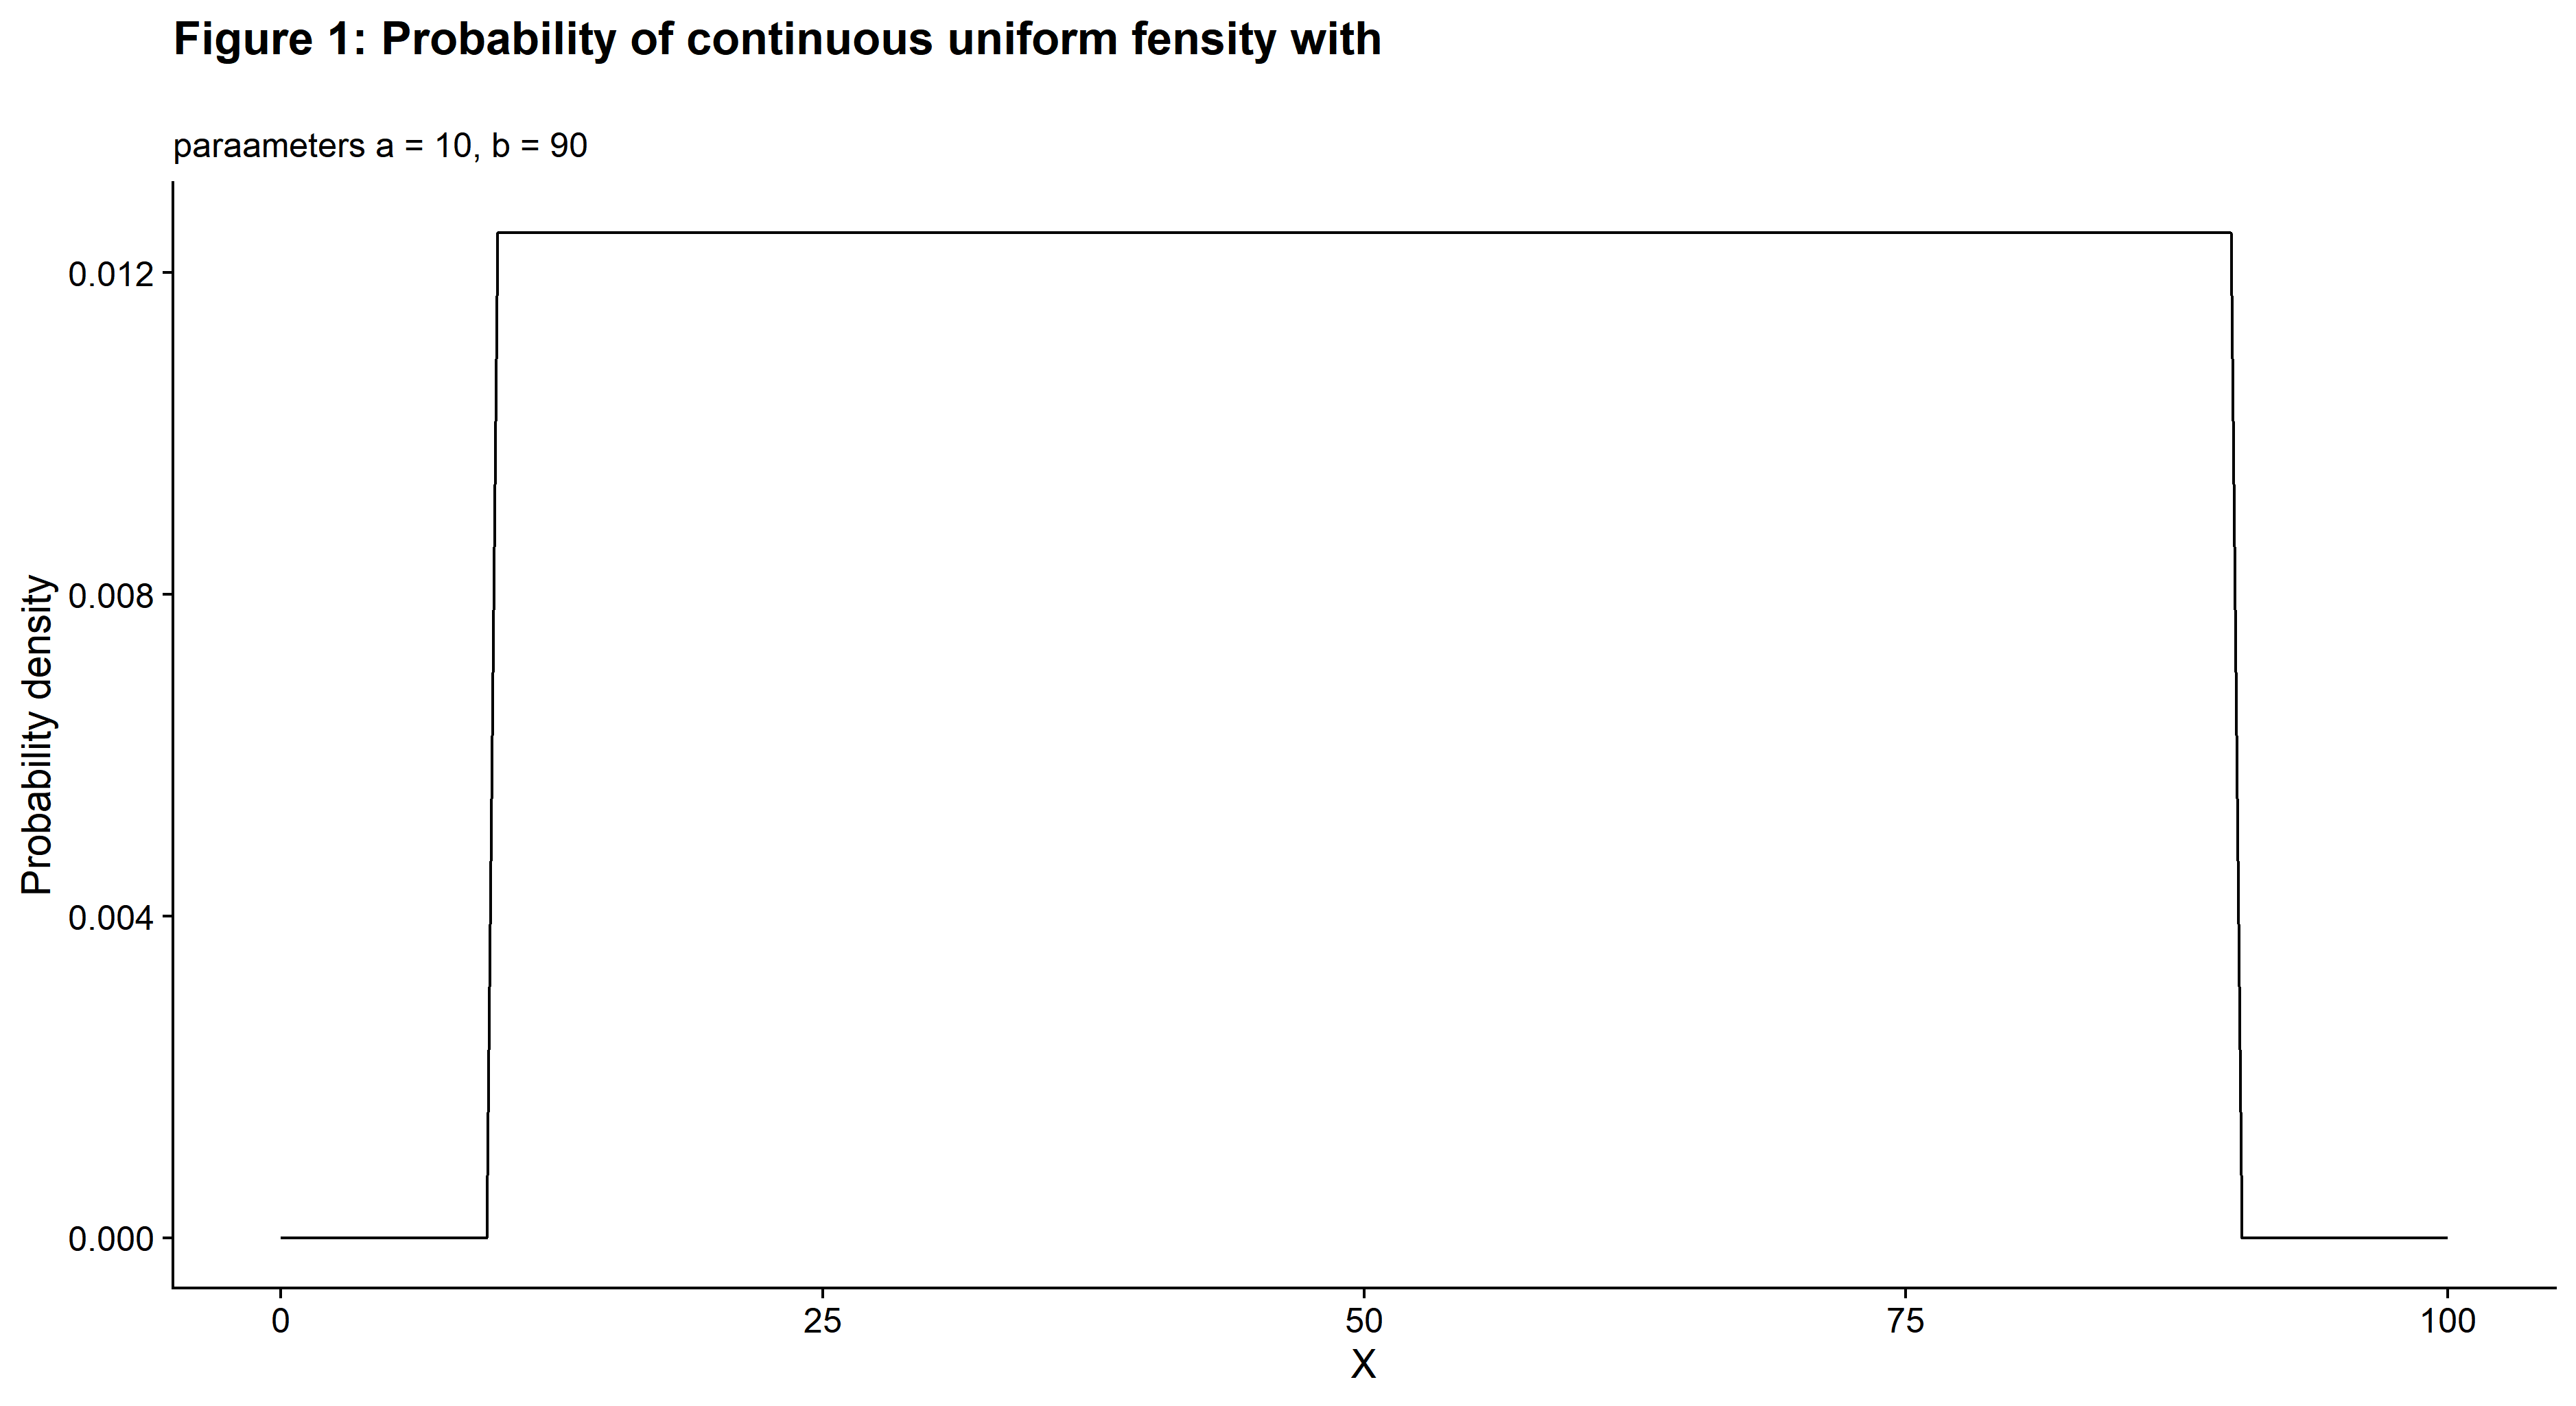 Figure 1: Probability of continuous uniform fensity with
paraameters a = 10, b = 90
0.012
0.008
0.004
0.000
Probability density
0 25 50 75 100
X